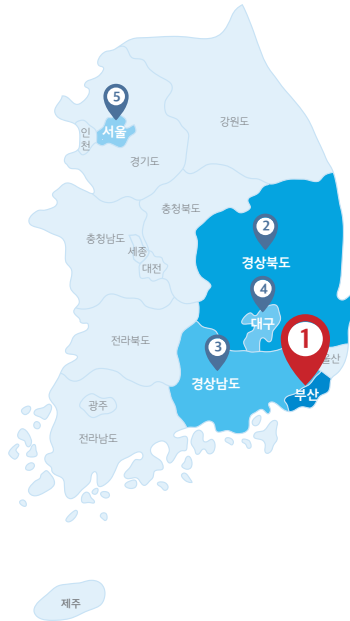 5
서울
인
천
강원도
경기도
충청북도
2
충청남도
세종
경상북도
대전
4
대구
1
전라북도
3
울산
경상남도
부산
광주
전라남도
제주